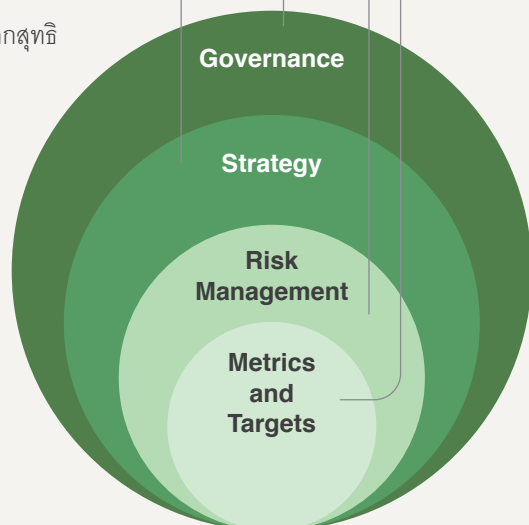 Governance
Strategy
Risk
Management
Metrics
and
Targets